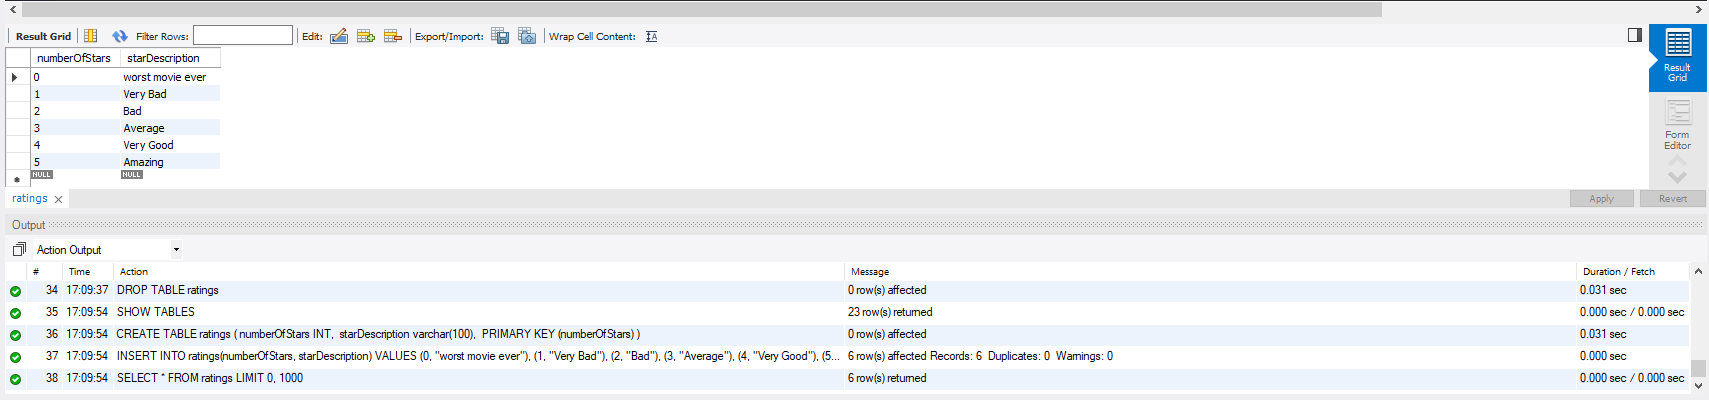 Result Grid Filter Rows: Edit: Export/Import: Wrap Cell Content:
numberOfStars starDescription
0 worst movie ever
1 Very Bad
2 Bad
3 Average
4 Very Good
5 Amazing
NULL NULL
Result
Grid
Form
Editor
ratings Apply Revert
Output
Action Output
# Time Action Message Duration / Fetch
34 17:09:37 DROP TABLE ratings 0 row(s) affected 0.031 sec
35 17:09:54 SHOW TABLES 23 row(s) returned 0.000 sec / 0.000 sec
36 17:09:54 CREATE TABLE ratings ( numberOfStars INT, starDescription varchar(100), PRIMARY KEY (numberOfStars) ) 0 row(s) affected 0.031 sec
37 17:09:54 INSERT INTO ratings(numberOfStars, starDescription) VALUES (0, "worst movie ever"), (1, "Very Bad"), (2, "Bad"), (3, "Average"), (4, "Very Good"), (5... 6 row(s) affected Records: 6 Duplicates: 0 Warnings: 0 0.000 sec
38 17:09:54 SELECT * FROM ratings LIMIT 0, 1000 6 row(s) returned 0.000 sec / 0.000 sec